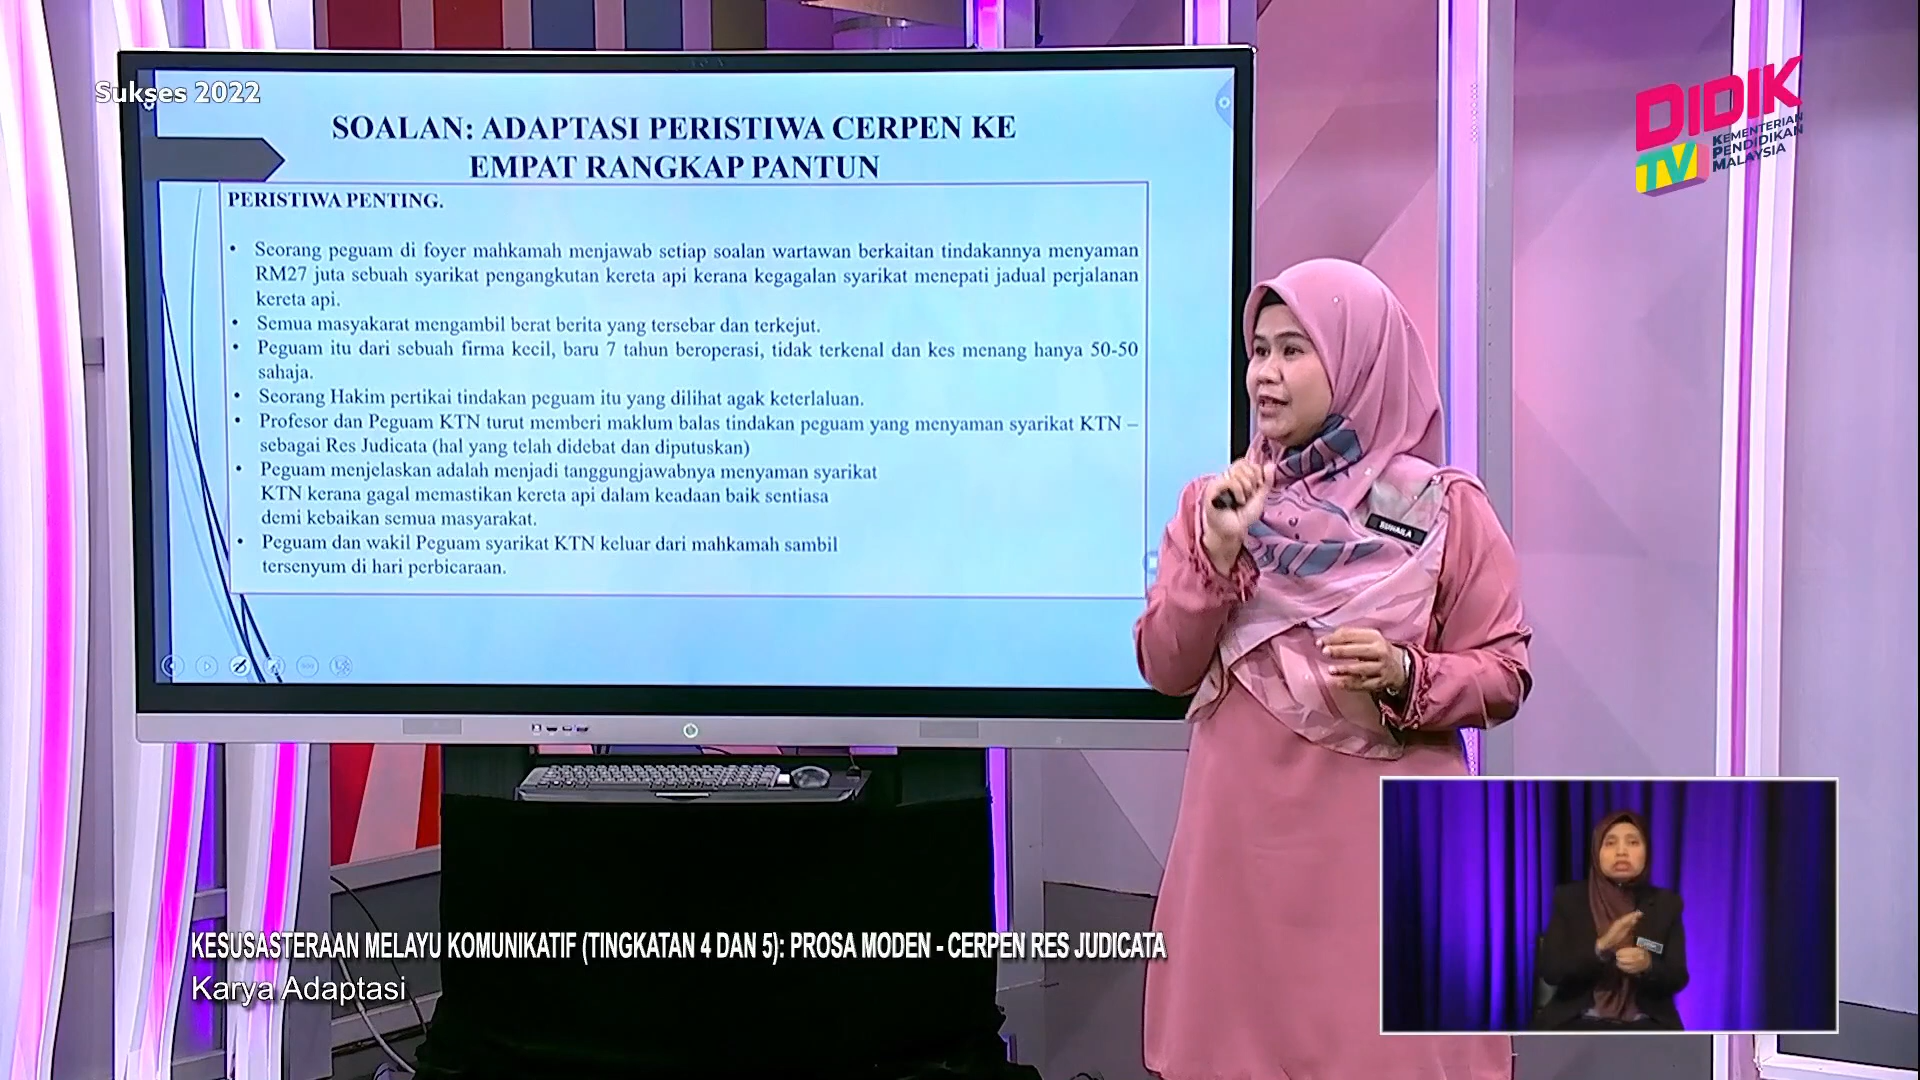 Sukses 2022
DIDIK
TV
KEMENTERIAN
PENDIDIKAN
MALAYSIA
SOALAN: ADAPTASI PERISTIWA CERPEN KE
EMPAT RANGKAP PANTUN
PERISTIWA PENTING.
• Seorang peguam di foyer mahkamah menjawab setiap soalan wartawan berkaitan tindakannya menyaman
RM27 juta sebuah syarikat pengangkutan kereta api kerana kegagalan syarikat menepati jadual perjalanan
kereta api.
• Semua masyakarat mengambil berat berita yang tersebar dan terkejut.
• Peguam itu dari sebuah firma kecil, baru 7 tahun beroperasi, tidak terkenal dan kes menang hanya 50-50
sahaja.
• Seorang Hakim pertikai tindakan peguam itu yang dilihat agak keterlaluan.
• Profesor dan Peguam KTN turut memberi maklum balas tindakan peguam yang menyaman syarikat KTN –
sebagai Res Judicata (hal yang telah didebat dan diputuskan)
• Peguam menjelaskan adalah menjadi tanggungjawabnya menyaman syarikat
KTN kerana gagal memastikan kereta api dalam keadaan baik sentiasa
demi kebaikan semua masyarakat.
• Peguam dan wakil Peguam syarikat KTN keluar dari mahkamah sambil
tersenyum di hari perbicaraan.
SUHAILA
KESUSASTERAAN MELAYU KOMUNIKATIF (TINGKATAN 4 DAN 5): PROSA MODEN - CERPEN RES JUDICATA
Karya Adaptasi